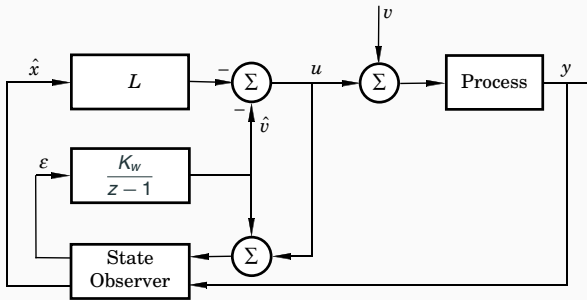 v
x̂
L
−
Σ
u
Σ
Process
y
−
v̂
ε
K_w
z − 1
State
Observer
Σ